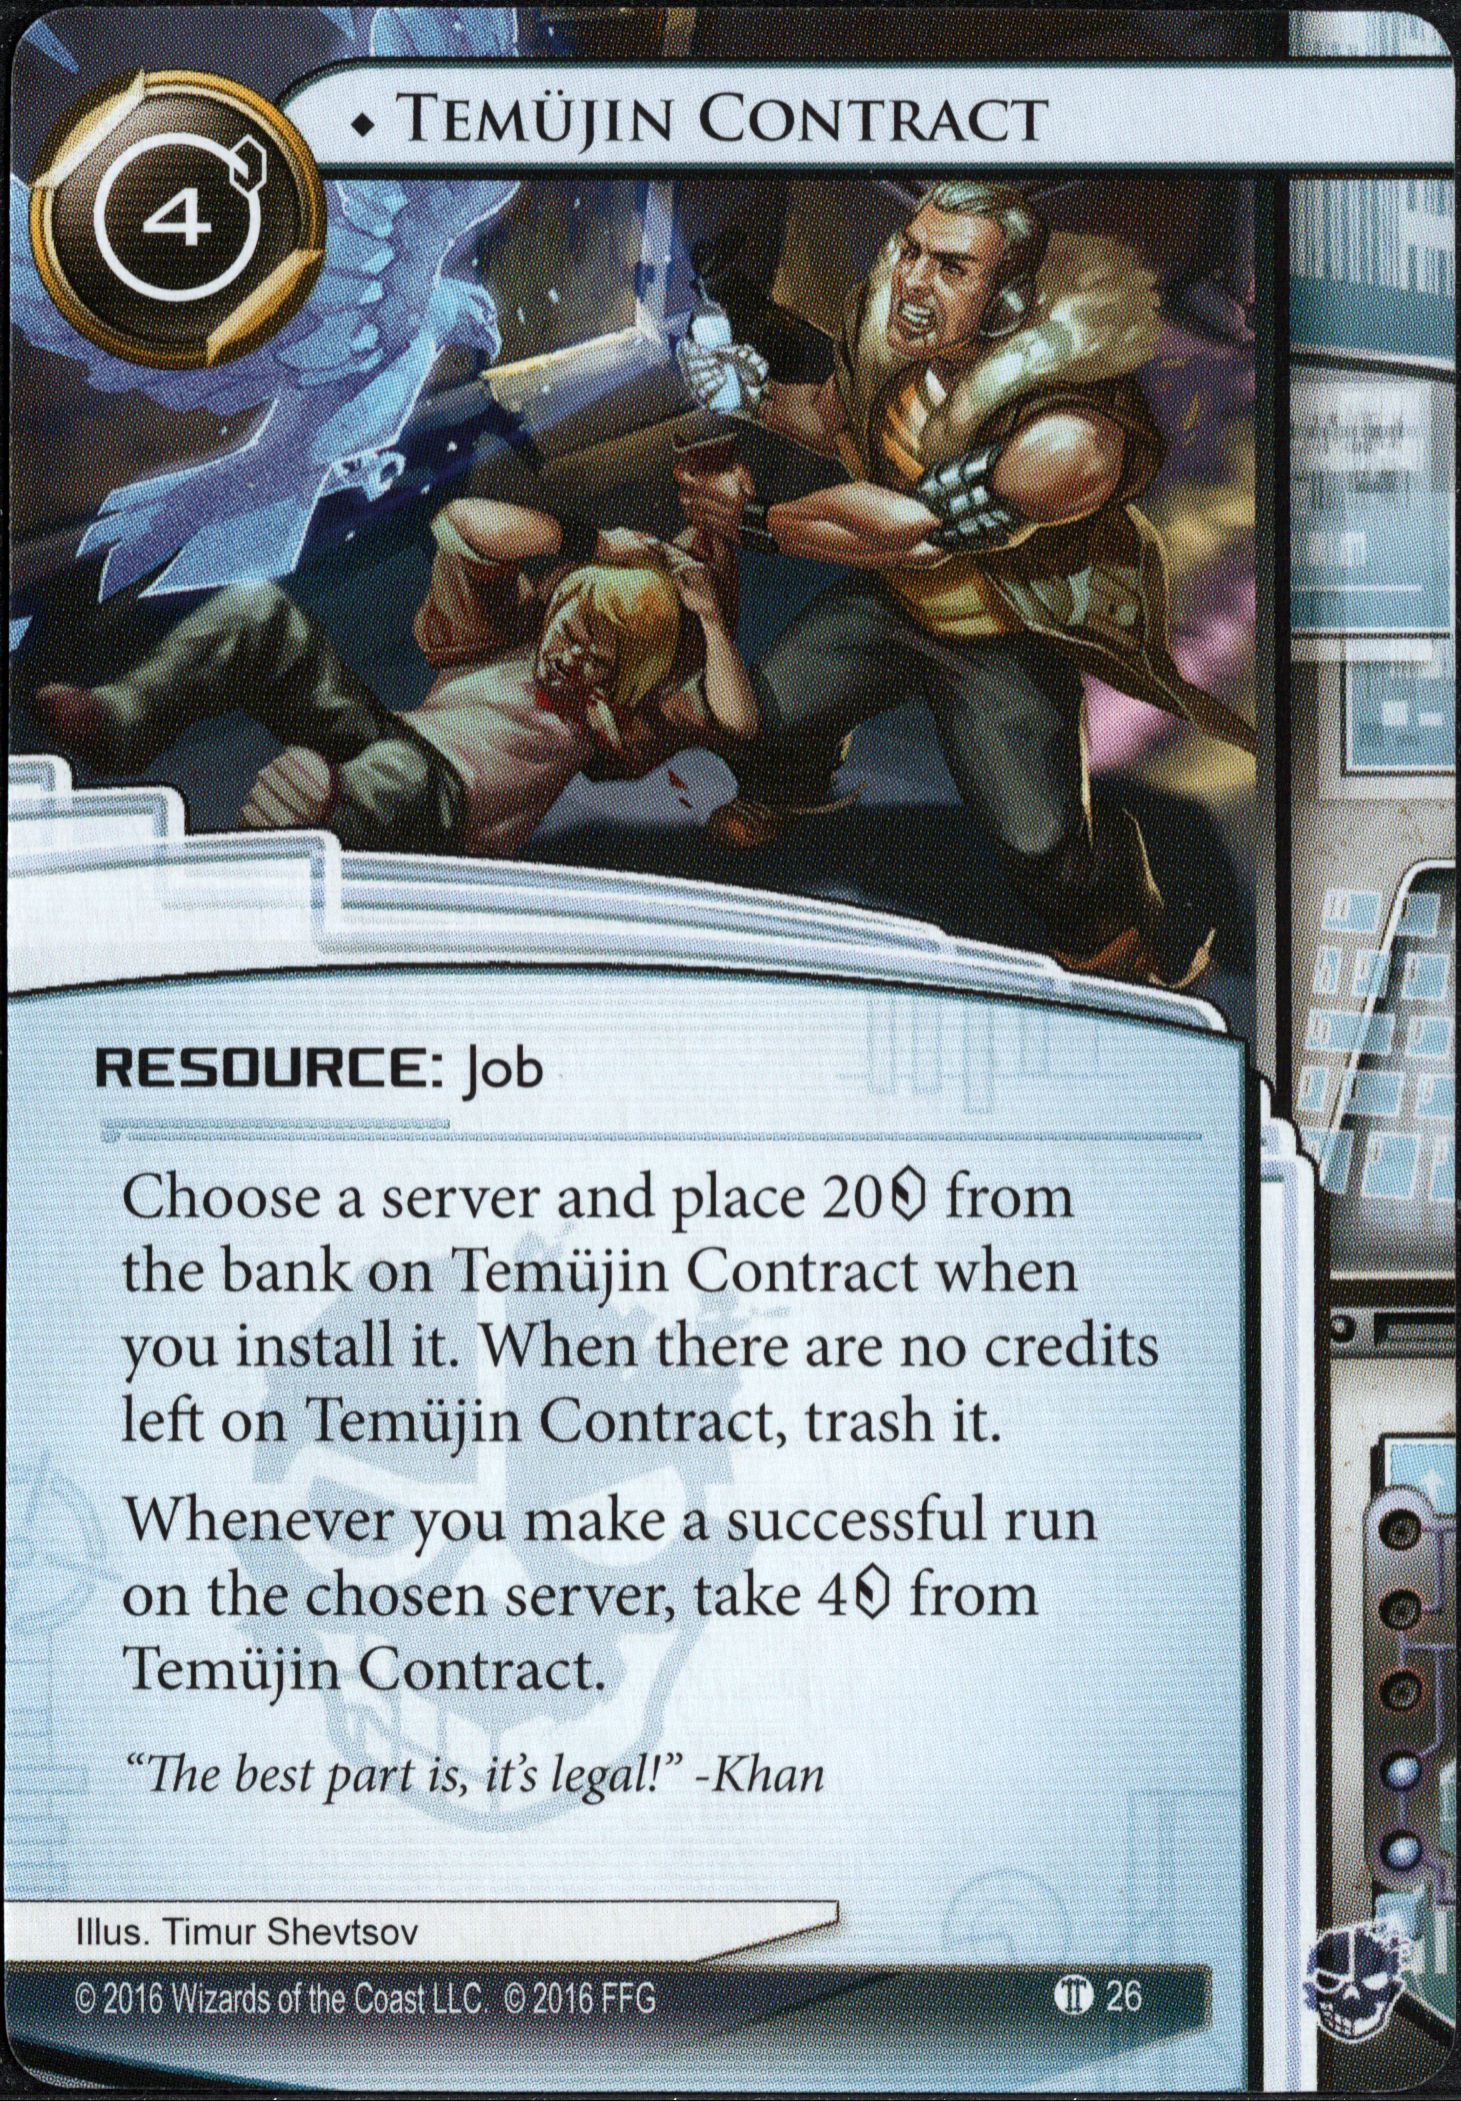 ◆ TEMÜJIN CONTRACT
4
RESOURCE: Job
Choose a server and place 20 from
the bank on Temüjin Contract when
you install it. When there are no credits
left on Temüjin Contract, trash it.
Whenever you make a successful run
on the chosen server, take 4 from
Temüjin Contract.
“The best part is, it’s legal!” -Khan
Illus. Timur Shevtsov
© 2016 Wizards of the Coast LLC. © 2016 FFG
26